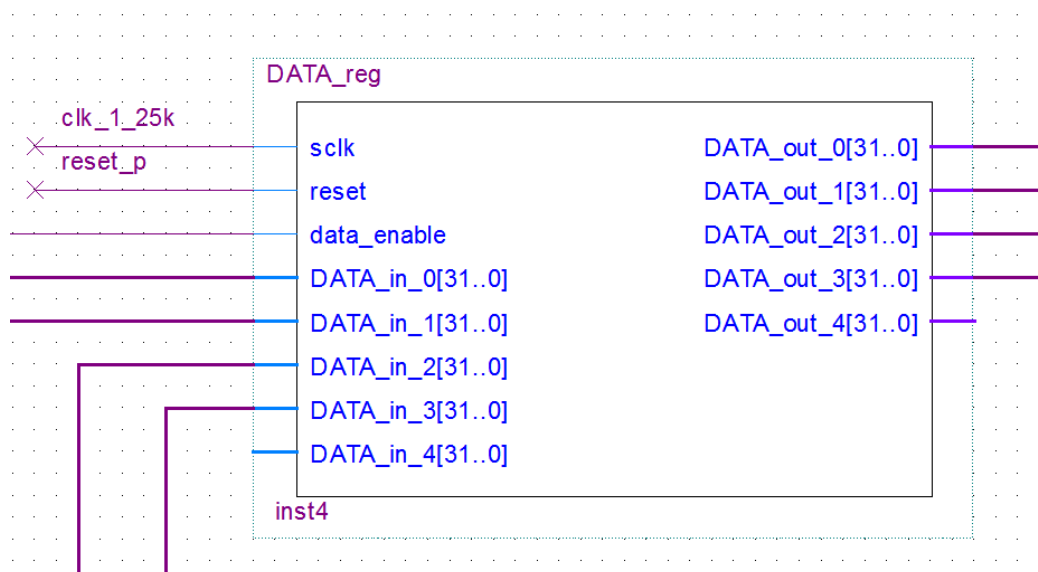 DATA_reg
clk_1_25k
sclk
DATA_out_0[31..0]
reset_p
reset
DATA_out_1[31..0]
data_enable
DATA_out_2[31..0]
DATA_in_0[31..0]
DATA_out_3[31..0]
DATA_in_1[31..0]
DATA_out_4[31..0]
DATA_in_2[31..0]
DATA_in_3[31..0]
DATA_in_4[31..0]
inst4